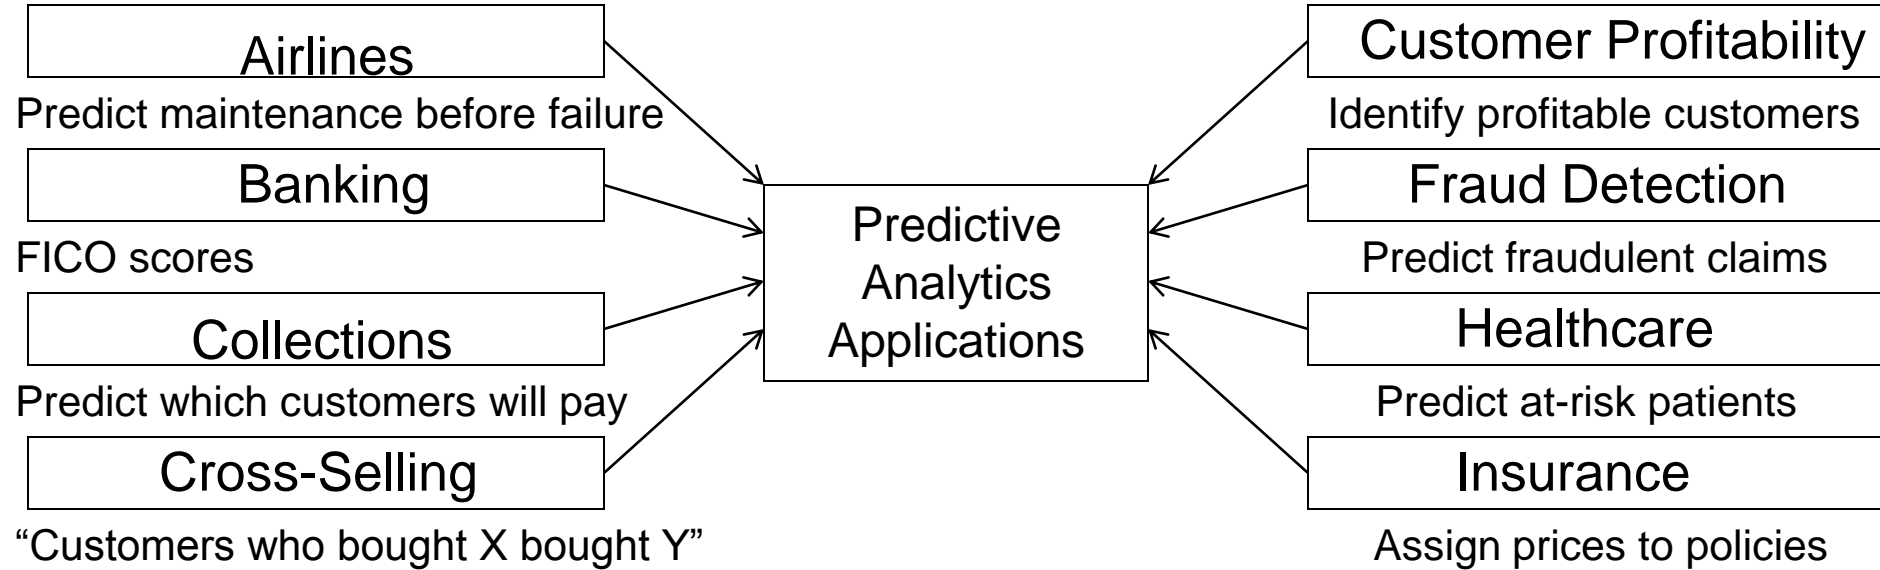 Airlines
Predict maintenance before failure
Banking
FICO scores
Collections
Predict which customers will pay
Cross-Selling
“Customers who bought X bought Y”
Predictive
Analytics
Applications
Customer Profitability
Identify profitable customers
Fraud Detection
Predict fraudulent claims
Healthcare
Predict at-risk patients
Insurance
Assign prices to policies